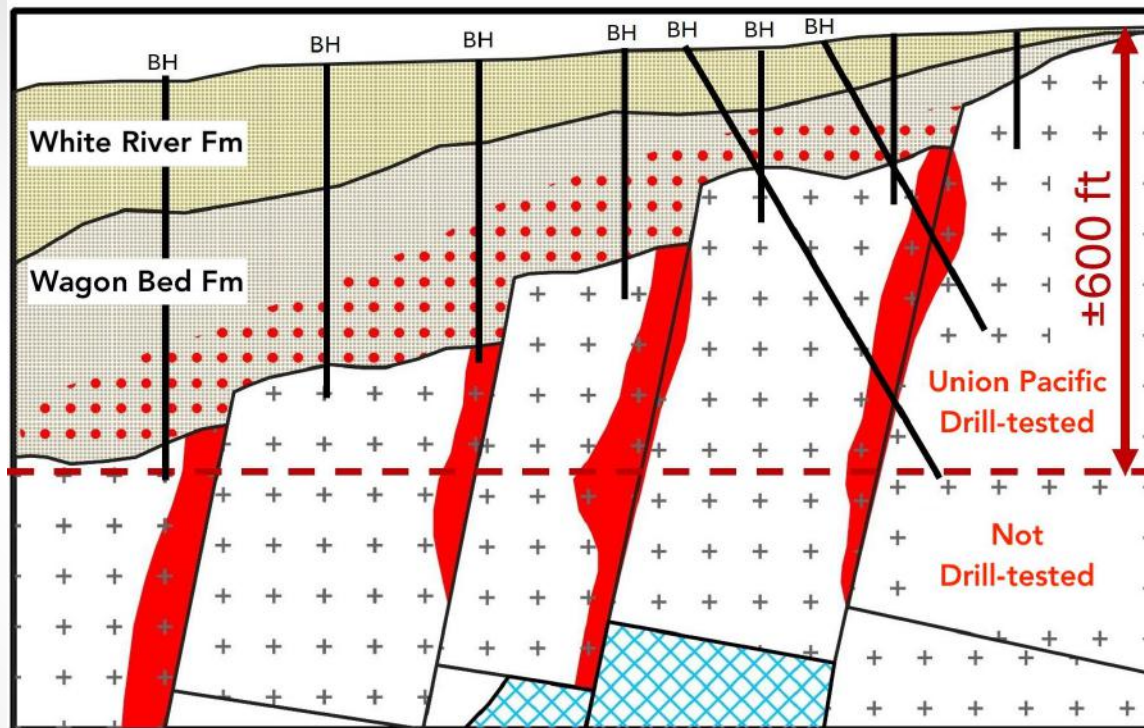 BH
BH
BH
BH
BH
BH
BH
White River Fm
Wagon Bed Fm
±600 ft
Union Pacific
Drill-tested
Not
Drill-tested